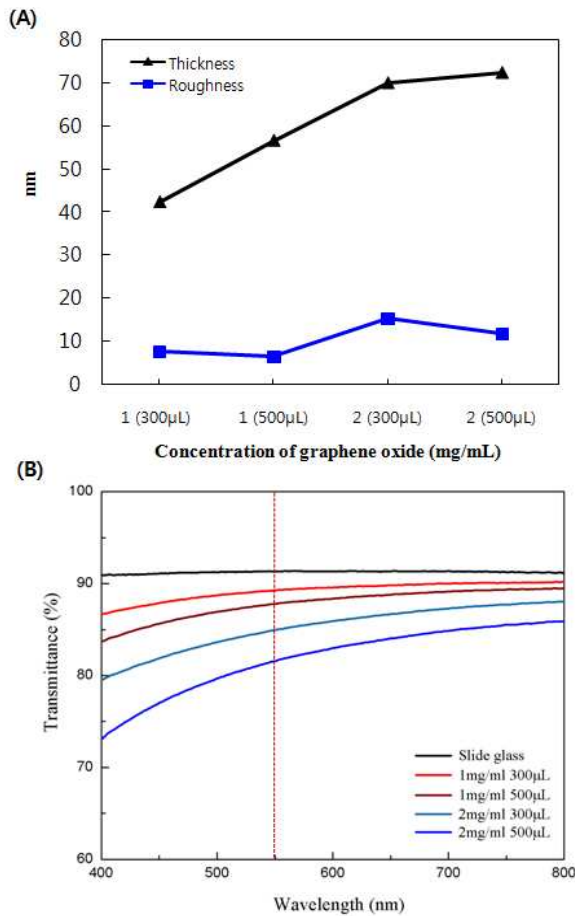 (A)
80
70
60
50
40
30
20
10
0
nm
Thickness
Roughness
1 (300μL) 1 (500μL) 2 (300μL) 2 (500μL)
Concentration of graphene oxide (mg/mL)
(B)
100
90
80
70
60
Transmittance (%)
Slide glass
1mg/ml 300μL
1mg/ml 500μL
2mg/ml 300μL
2mg/ml 500μL
400 500 600 700 800
Wavelength (nm)